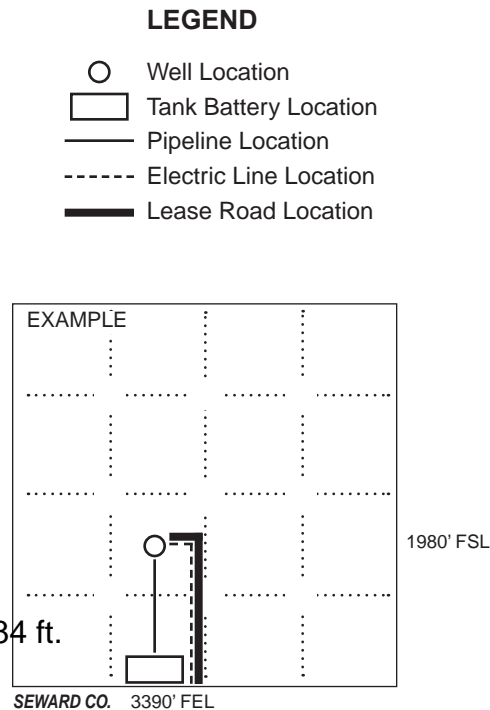 LEGEND
Well Location
Tank Battery Location
Pipeline Location
Electric Line Location
Lease Road Location
EXAMPLE
1980' FSL
34 ft.
SEWARD CO. 3390' FEL